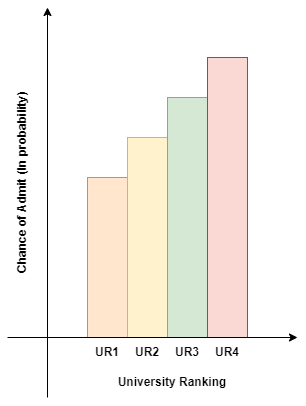 Chance of Admit (In probability)
UR1 UR2 UR3 UR4
University Ranking